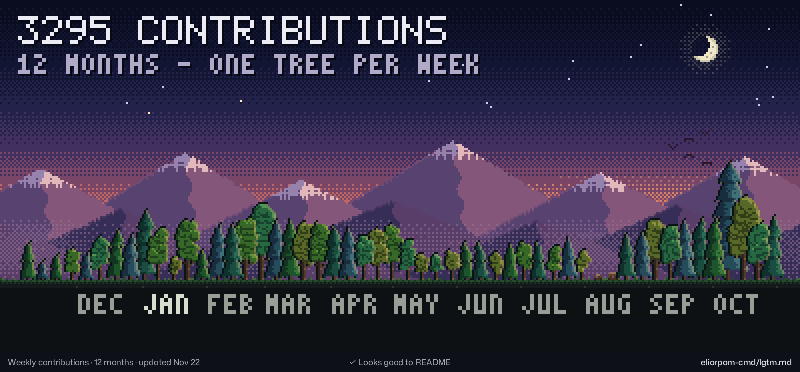 3295 CONTRIBUTIONS
12 MONTHS - ONE TREE PER WEEK
DEC JAN FEB MAR APR MAY JUN JUL AUG SEP OCT
Weekly contributions · 12 months · updated Nov 22
✓ Looks good to README
eliorpom-cmd/lgtm.md